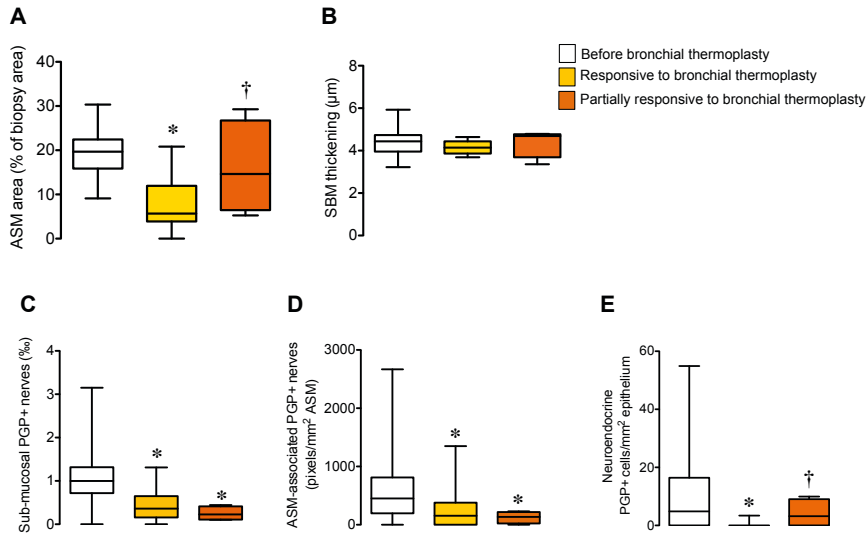 A
ASM area (% of biopsy area)
40
30
20
10
0
*
†
B
SBM thickening (µm)
8
6
4
2
0
Before bronchial thermoplasty
Responsive to bronchial thermoplasty
Partially responsive to bronchial thermoplasty
C
Sub-mucosal PGP+ nerves (‰)
4
3
2
1
0
*
*
D
ASM-associated PGP+ nerves
(pixels/mm² ASM)
3000
2000
1000
0
*
*
E
Neuroendocrine
PGP+ cells/mm² epithelium
60
40
20
0
*
†